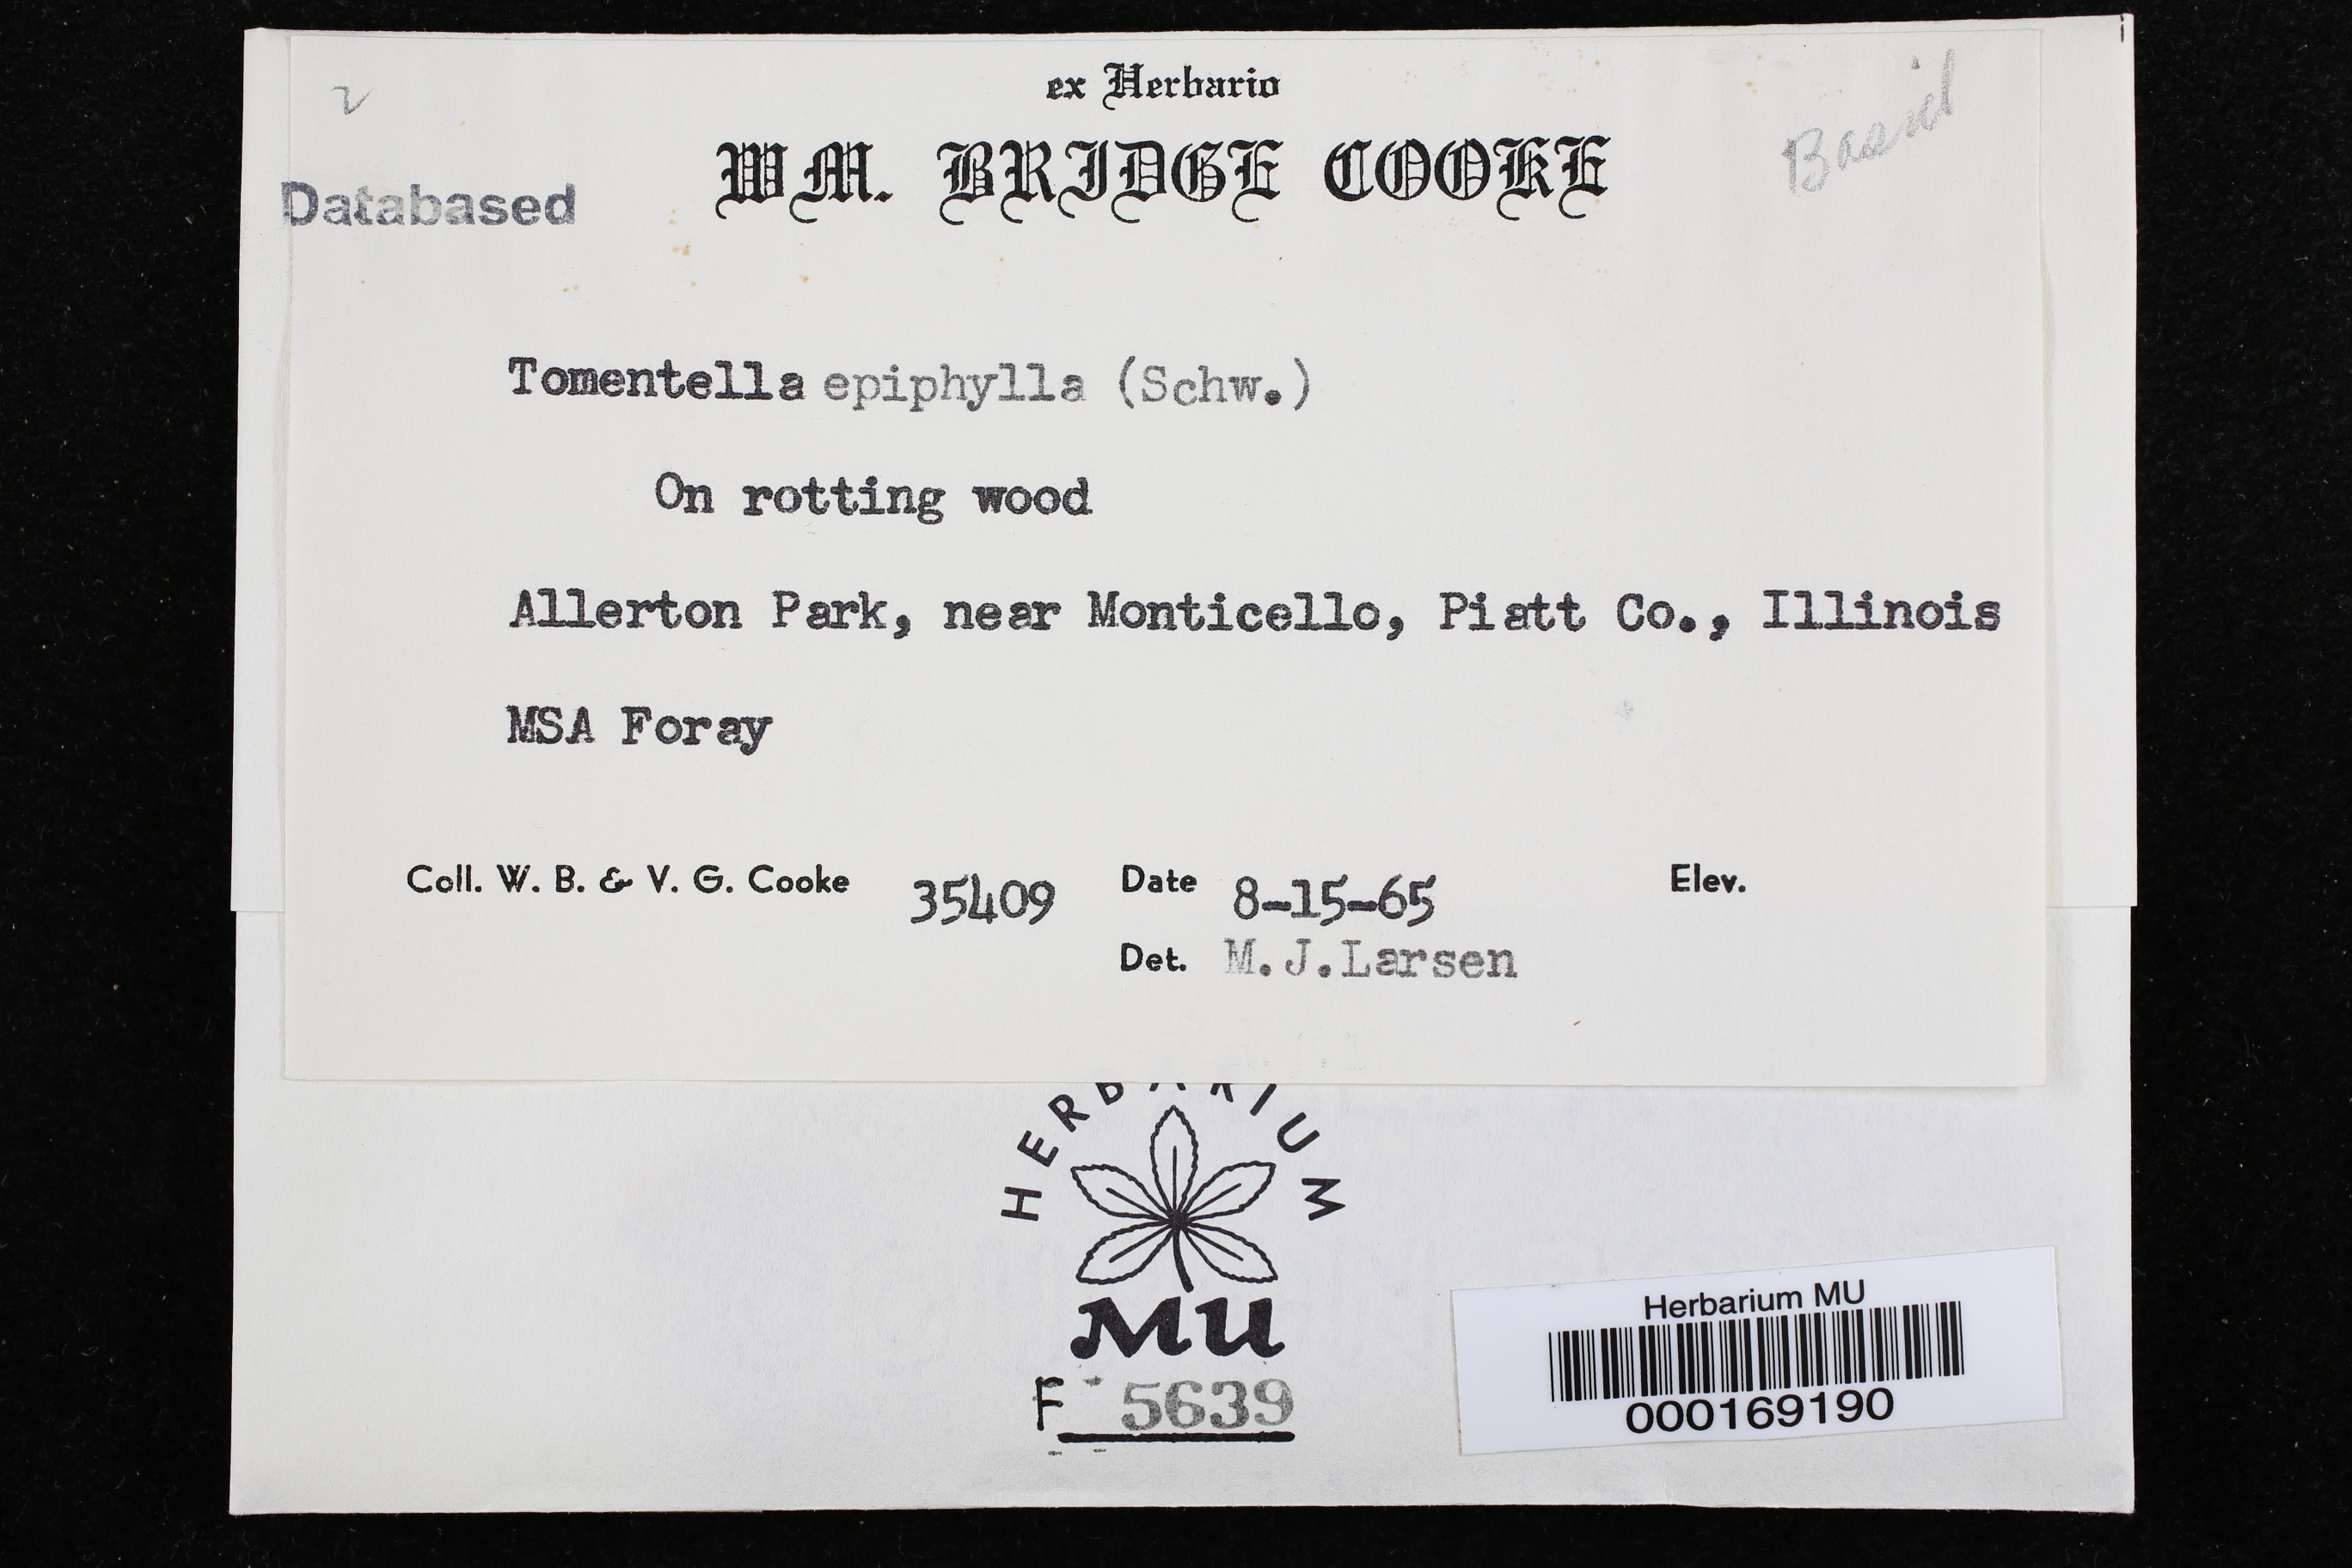 2
ex Herbario
Basid
WM. BRIDGE COOKE
Databased
Tomentella epiphylla (Schw.)
On rotting wood
Allerton Park, near Monticello, Piatt Co., Illinois
MSA Foray
Coll. W. B. & V. G. Cooke 35409 Date 8-15-65 Elev.
Det. M.J.Larsen
HERBARIUM
MU
F 5639
Herbarium MU
000169190